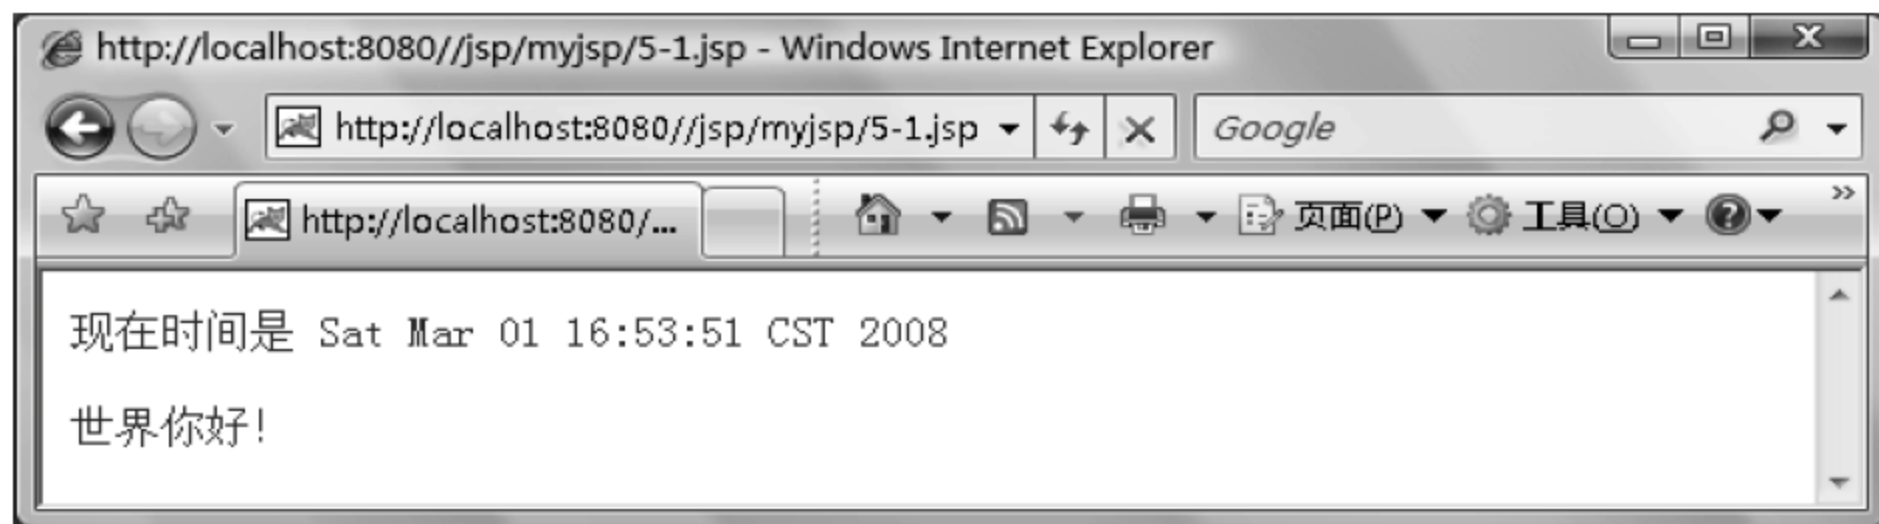 http://localhost:8080//jsp/myjsp/5-1.jsp - Windows Internet Explorer
http://localhost:8080//jsp/myjsp/5-1.jsp Google
http://localhost:8080/... 页面(P) 工具(O)
现在时间是 Sat Mar 01 16:53:51 CST 2008
世界你好!